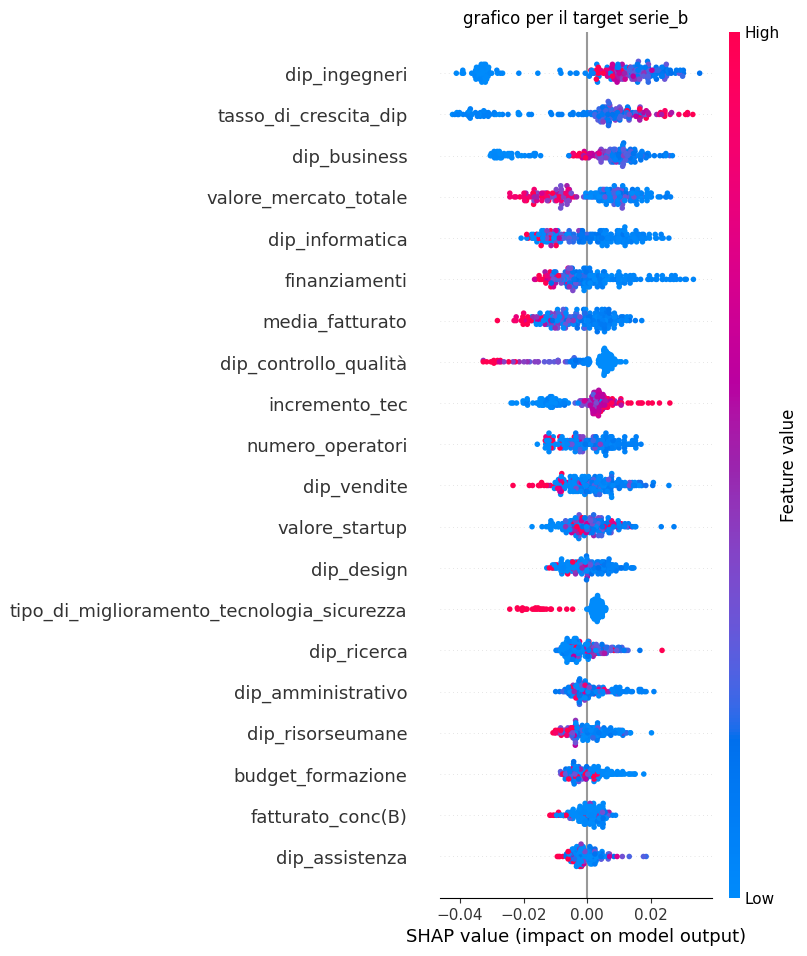 grafico per il target serie_b
High
dip_ingegneri
tasso_di_crescita_dip
dip_business
valore_mercato_totale
dip_informatica
finanziamenti
media_fatturato
dip_controllo_qualità
incremento_tec
numero_operatori
dip_vendite
valore_startup
dip_design
tipo_di_miglioramento_tecnologia_sicurezza
dip_ricerca
dip_amministrativo
dip_risorseumane
budget_formazione
fatturato_conc(B)
dip_assistenza
Feature value
Low
−0.04 −0.02 0.00 0.02
SHAP value (impact on model output)